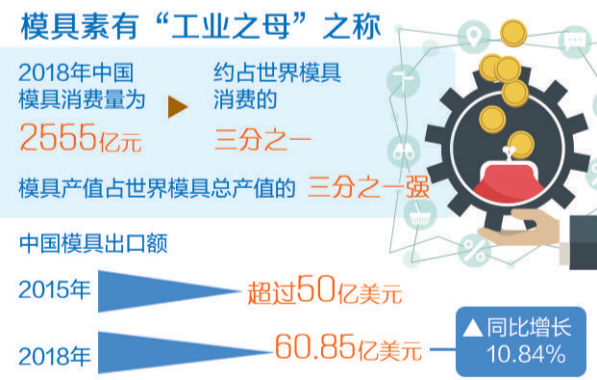 模具素有“工业之母”之称
2018年中国
模具消费量为
2555亿元
约占世界模具
消费的
三分之一
模具产值占世界模具总产值的 三分之一强
中国模具出口额
2015年 超过50亿美元
2018年 60.85亿美元
▲同比增长
10.84%